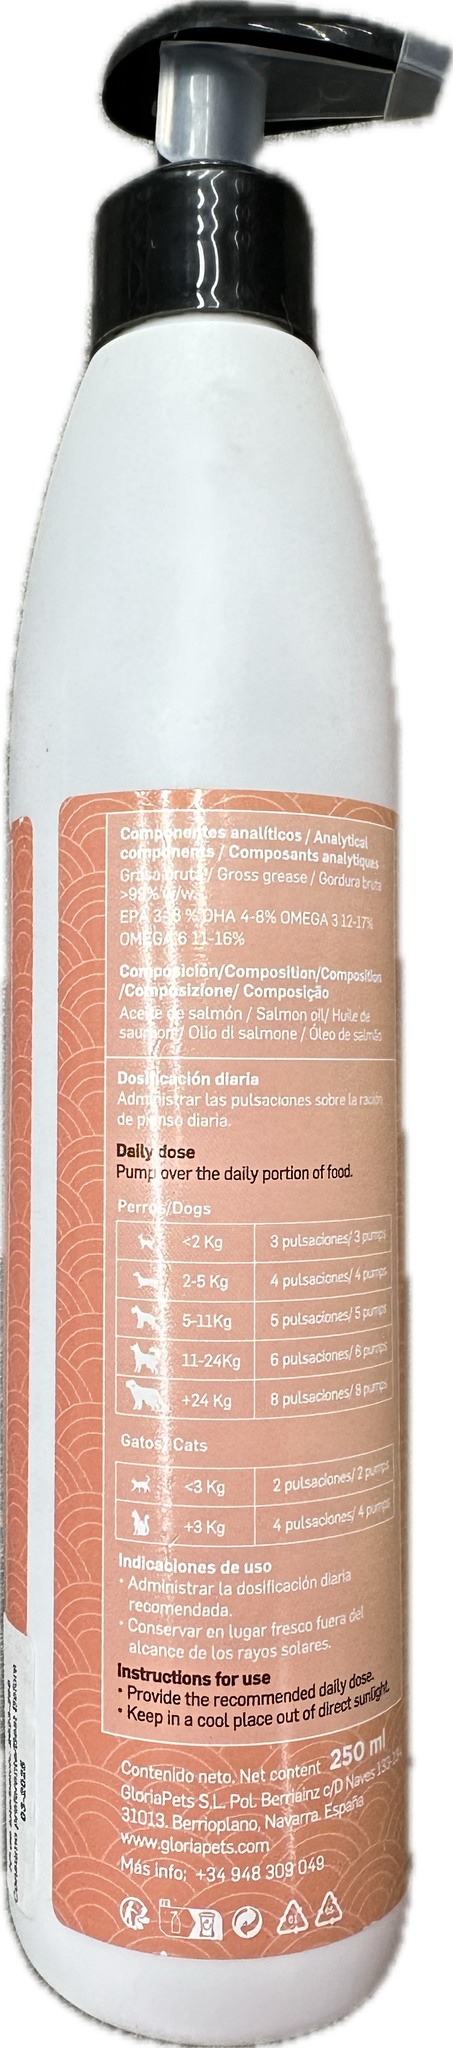 Componentes analíticos / Analytical
components / Composants analytiques
Grasa bruta / Gross grease / Gordura bruta
>99% w/w
EPA 3-8 % DHA 4-8% OMEGA 3 12-17%
OMEGA 6 11-16%
Composición/Composition/Composition
/Composizione/ Composição
Aceite de salmón / Salmon oil/ Huile de
saumon / Olio di salmone / Óleo de salmão
Dosificación diaria
Administrar las pulsaciones sobre la ración
de pienso diaria.
Daily dose
Pump over the daily portion of food.
Perros/Dogs
<2 Kg 3 pulsaciones/ 3 pumps
2-5 Kg 4 pulsaciones/ 4 pumps
5-11Kg 5 pulsaciones/ 5 pumps
11-24Kg 6 pulsaciones/ 6 pumps
+24 Kg 8 pulsaciones/ 8 pumps
Gatos/Cats
<3 Kg 2 pulsaciones/ 2 pumps
+3 Kg 4 pulsaciones/ 4 pumps
Indicaciones de uso
• Administrar la dosificación diaria
recomendada.
• Conservar en lugar fresco fuera del
alcance de los rayos solares.
Instructions for use
• Provide the recommended daily dose.
• Keep in a cool place out of direct sunlight.
Contenido neto. Net content 250 ml
GloriaPets S.L. Pol. Berriainz c/D Naves
31013. Berrioplano, Navarra. España
www.gloriapets.com
Más info: +34 948 309 049